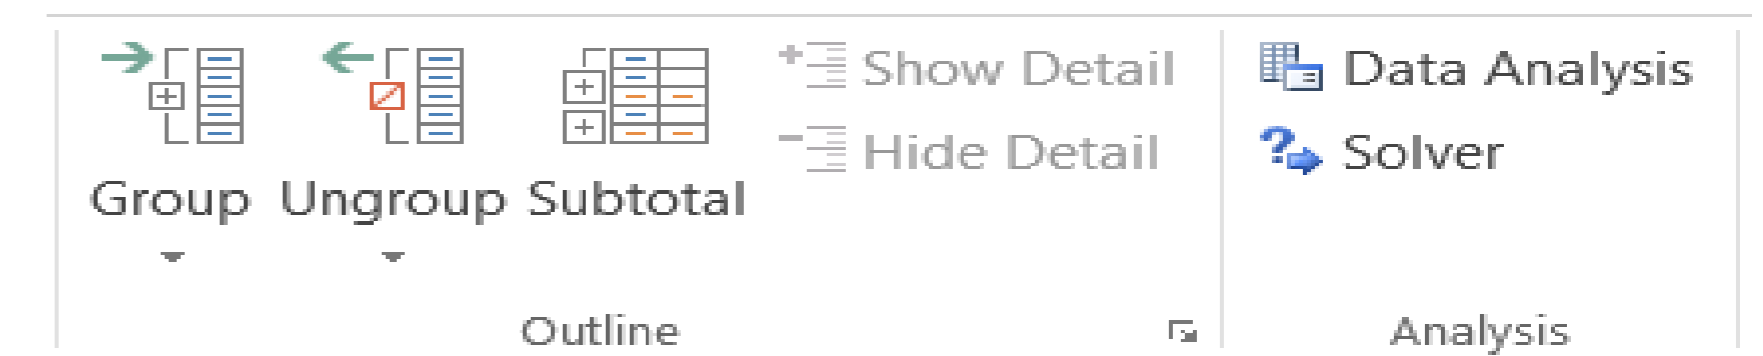 Group
Ungroup
Subtotal
Show Detail
Hide Detail
Outline
Data Analysis
Solver
Analysis